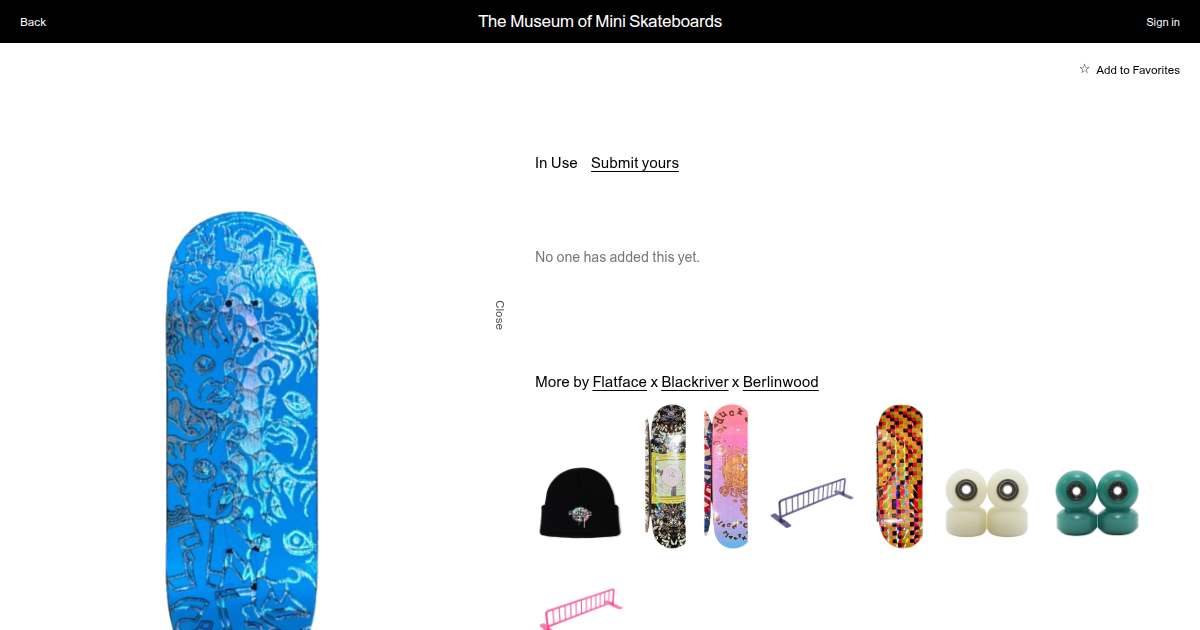 Back
The Museum of Mini Skateboards
Sign in
☆ Add to Favorites
In Use Submit yours
No one has added this yet.
Close
More by Flatface x Blackriver x Berlinwood